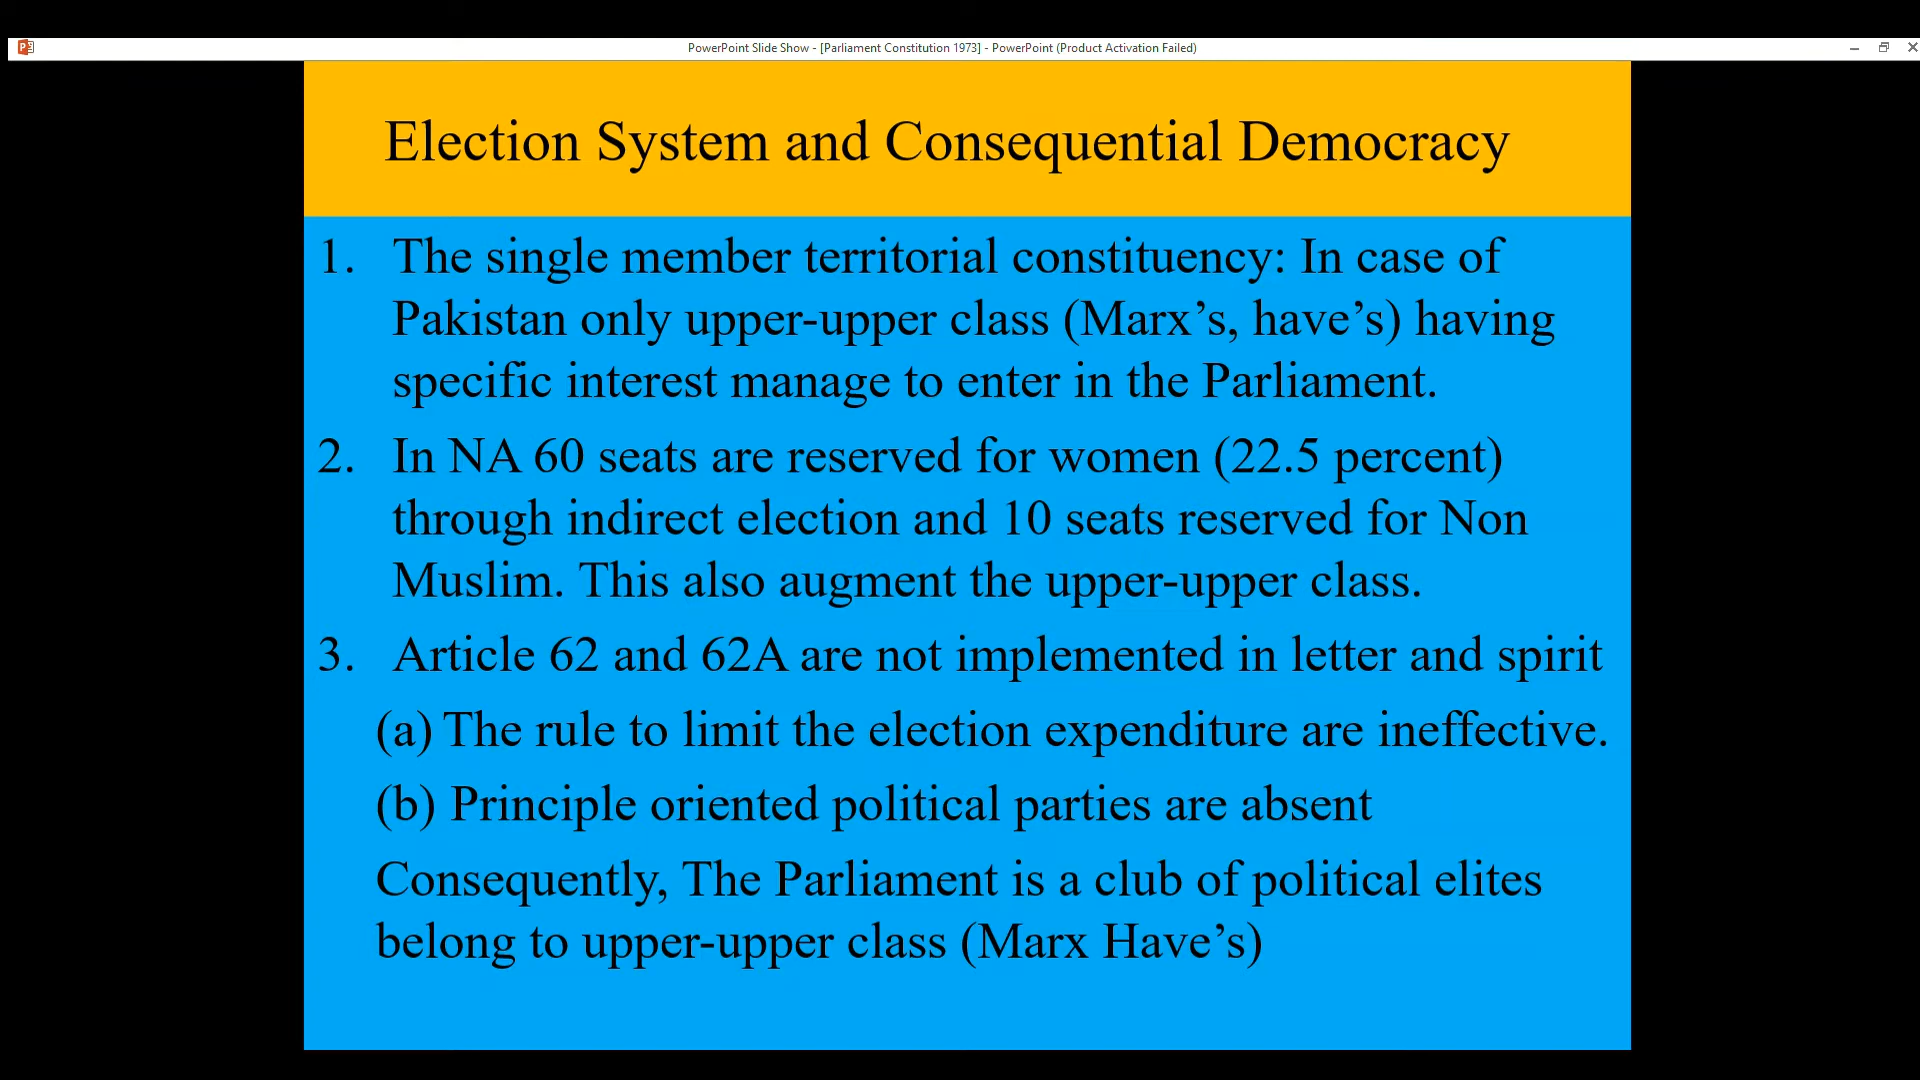 PowerPoint Slide Show - [Parliament Constitution 1973] - PowerPoint (Product Activation Failed)
Election System and Consequential Democracy
1. The single member territorial constituency: In case of
Pakistan only upper-upper class (Marx’s, have’s) having
specific interest manage to enter in the Parliament.
2. In NA 60 seats are reserved for women (22.5 percent)
through indirect election and 10 seats reserved for Non
Muslim. This also augment the upper-upper class.
3. Article 62 and 62A are not implemented in letter and spirit
(a) The rule to limit the election expenditure are ineffective.
(b) Principle oriented political parties are absent
Consequently, The Parliament is a club of political elites
belong to upper-upper class (Marx Have’s)